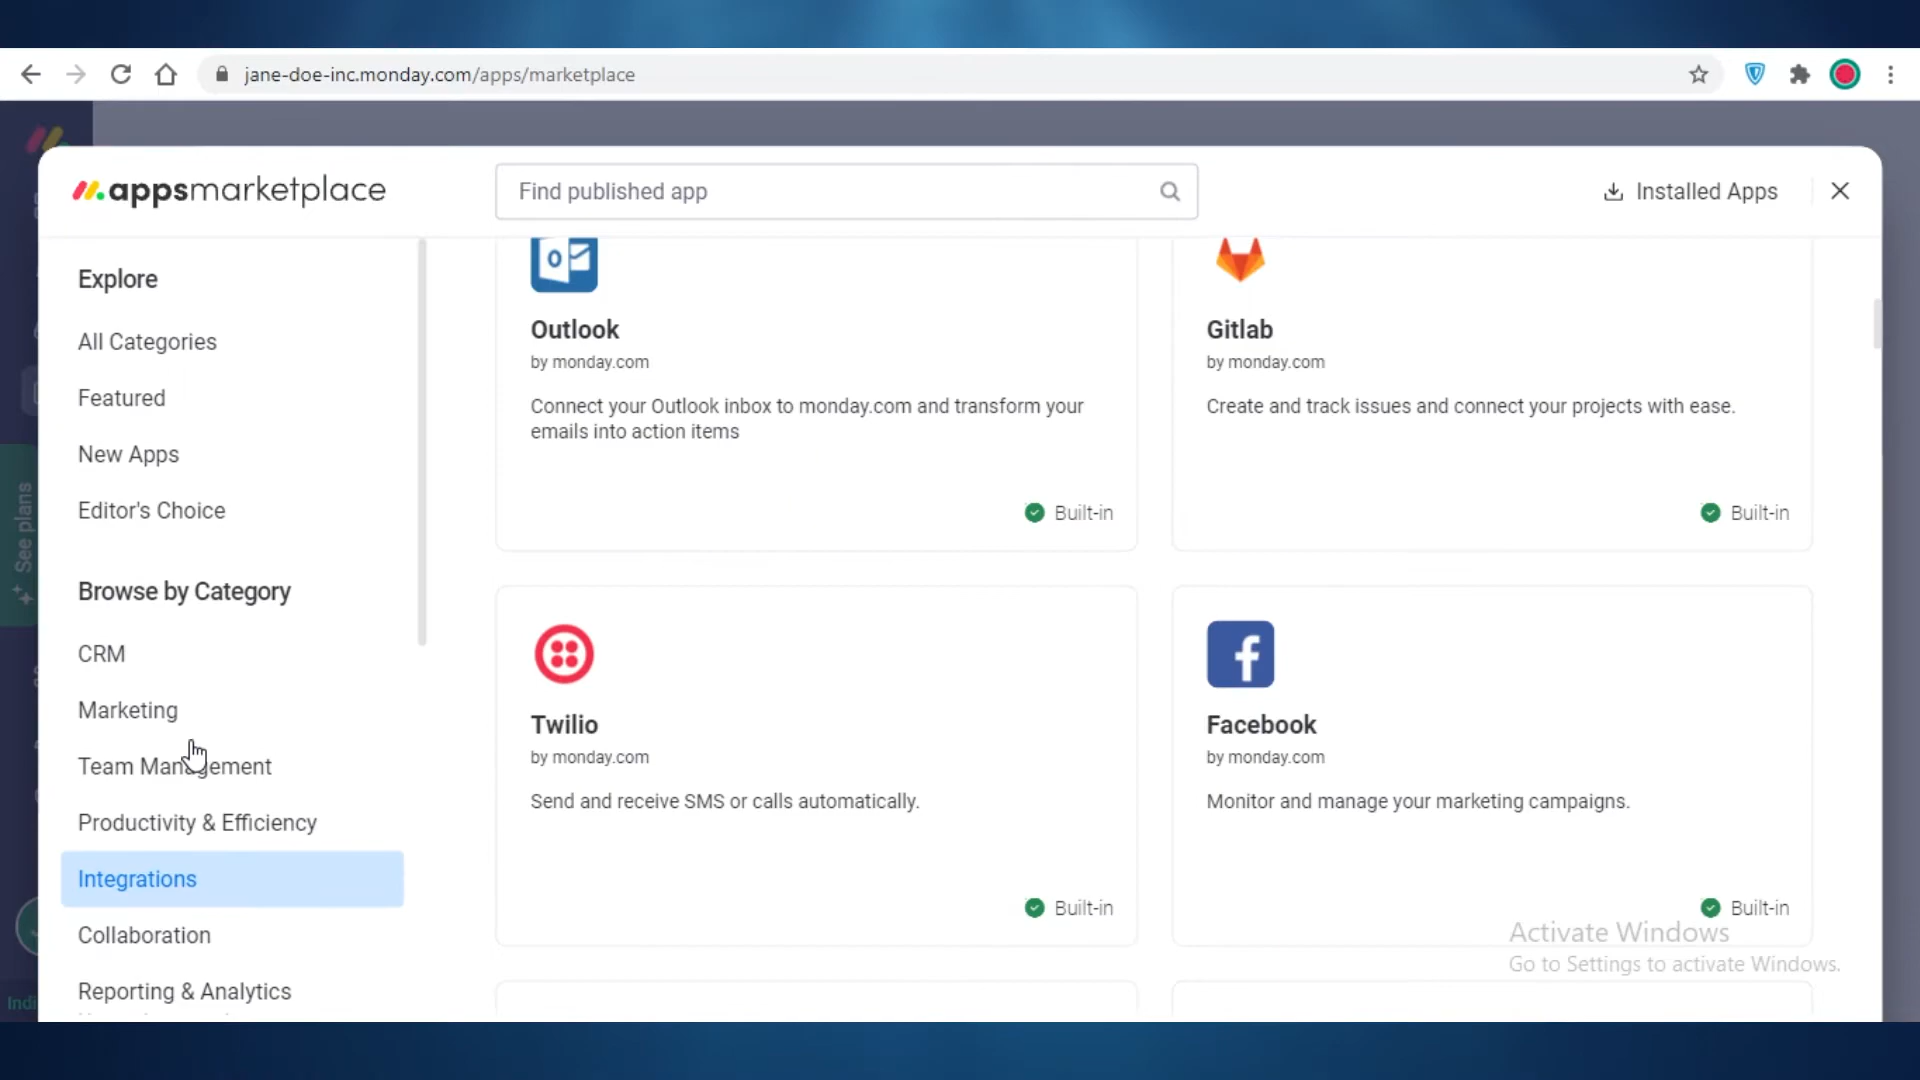 jane-doe-inc.monday.com/apps/marketplace
appsmarketplace
Find published app
Installed Apps
Explore
All Categories
Featured
New Apps
Editor's Choice
See plans
Browse by Category
CRM
Marketing
Team Management
Productivity & Efficiency
Integrations
Collaboration
Reporting & Analytics
Indi
Outlook
by monday.com
Connect your Outlook inbox to monday.com and transform your
emails into action items
Built-in
Gitlab
by monday.com
Create and track issues and connect your projects with ease.
Built-in
Twilio
by monday.com
Send and receive SMS or calls automatically.
Built-in
Facebook
by monday.com
Monitor and manage your marketing campaigns.
Built-in
Activate Windows
Go to Settings to activate Windows.